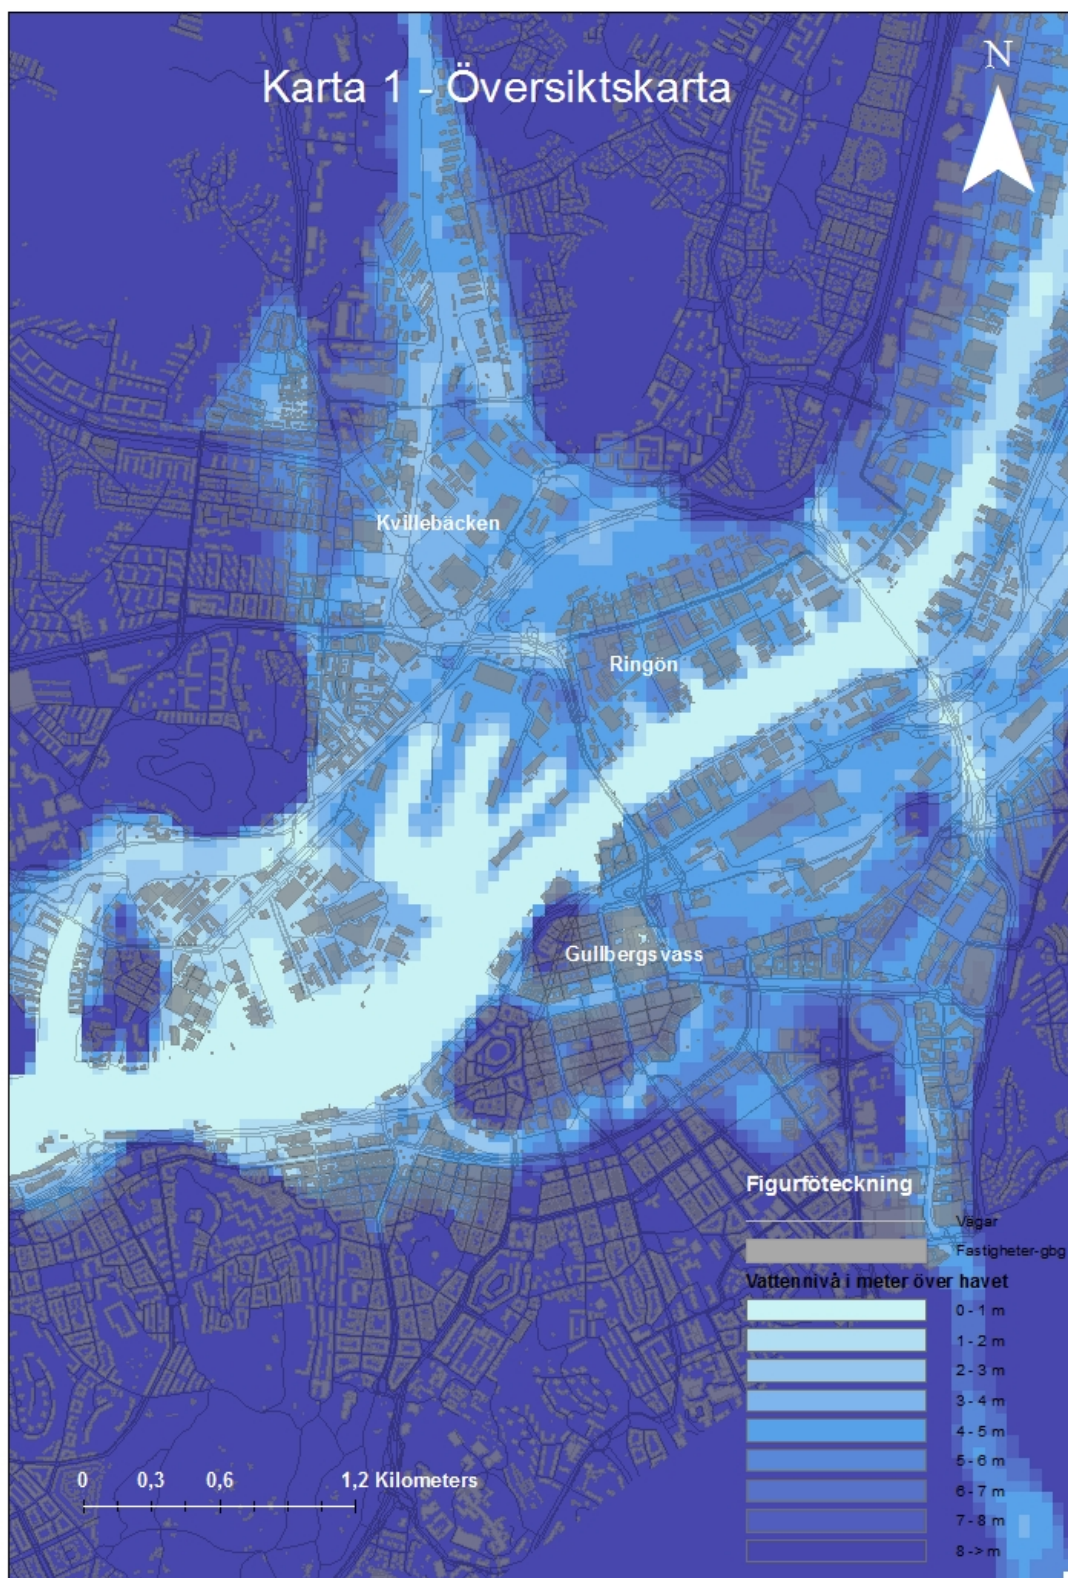 N
Karta 1 - Översiktskarta
Kvillebäcken
Ringön
Gullbergsvass
Figurföteckning
Vägar
Fastigheter-gbg
Vattennivå i meter över havet
0 - 1 m
1 - 2 m
2 - 3 m
3 - 4 m
4 - 5 m
5 - 6 m
6 - 7 m
7 - 8 m
8 -> m
0 0,3 0,6 1,2 Kilometers